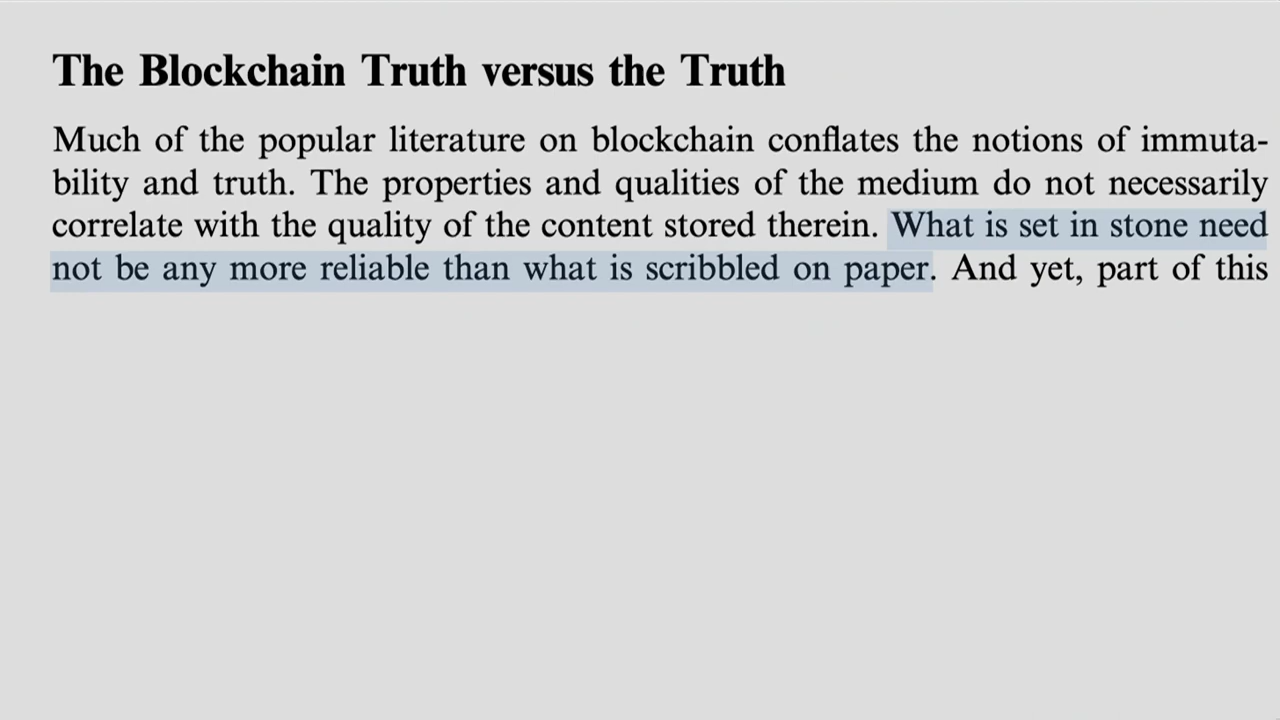 The Blockchain Truth versus the Truth
Much of the popular literature on blockchain conflates the notions of immuta-
bility and truth. The properties and qualities of the medium do not necessarily
correlate with the quality of the content stored therein. What is set in stone need
not be any more reliable than what is scribbled on paper. And yet, part of this